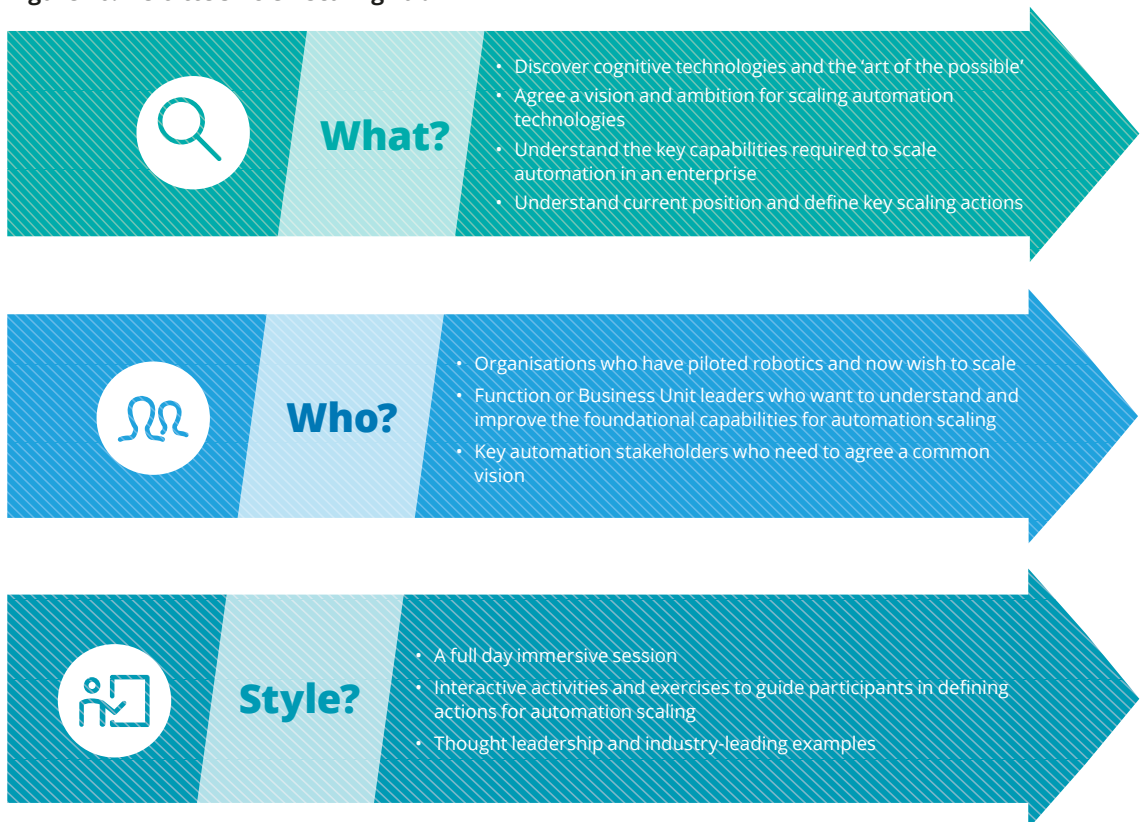 What?
• Discover cognitive technologies and the ‘art of the possible’
• Agree a vision and ambition for scaling automation
technologies
• Understand the key capabilities required to scale
automation in an enterprise
• Understand current position and define key scaling actions
Who?
• Organisations who have piloted robotics and now wish to scale
• Function or Business Unit leaders who want to understand and
improve the foundational capabilities for automation scaling
• Key automation stakeholders who need to agree a common
vision
Style?
• A full day immersive session
• Interactive activities and exercises to guide participants in defining
actions for automation scaling
• Thought leadership and industry-leading examples